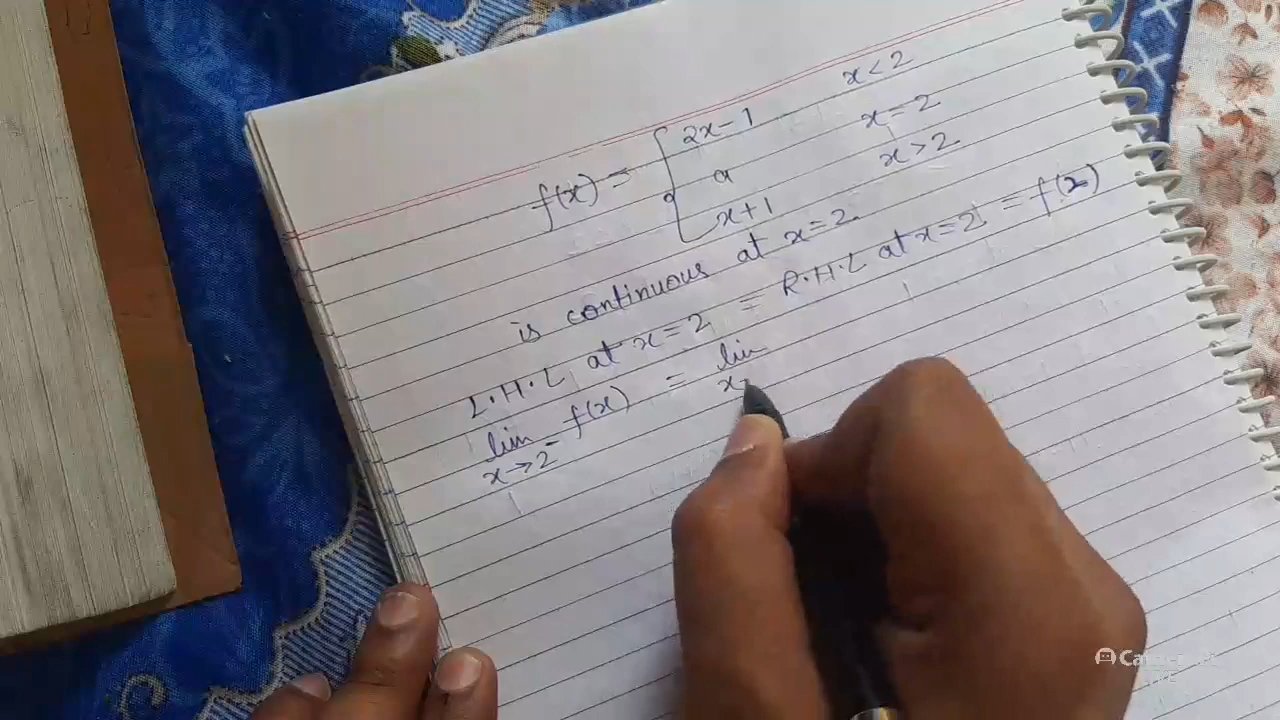 f(x) = { 2x-1 x<2
a x=2
x+1 x>2
is continuous at x=2.
L.H.L at x=2 = R.H.L at x=2 = f(2)
lim f(x) = lim
x→2⁻ x